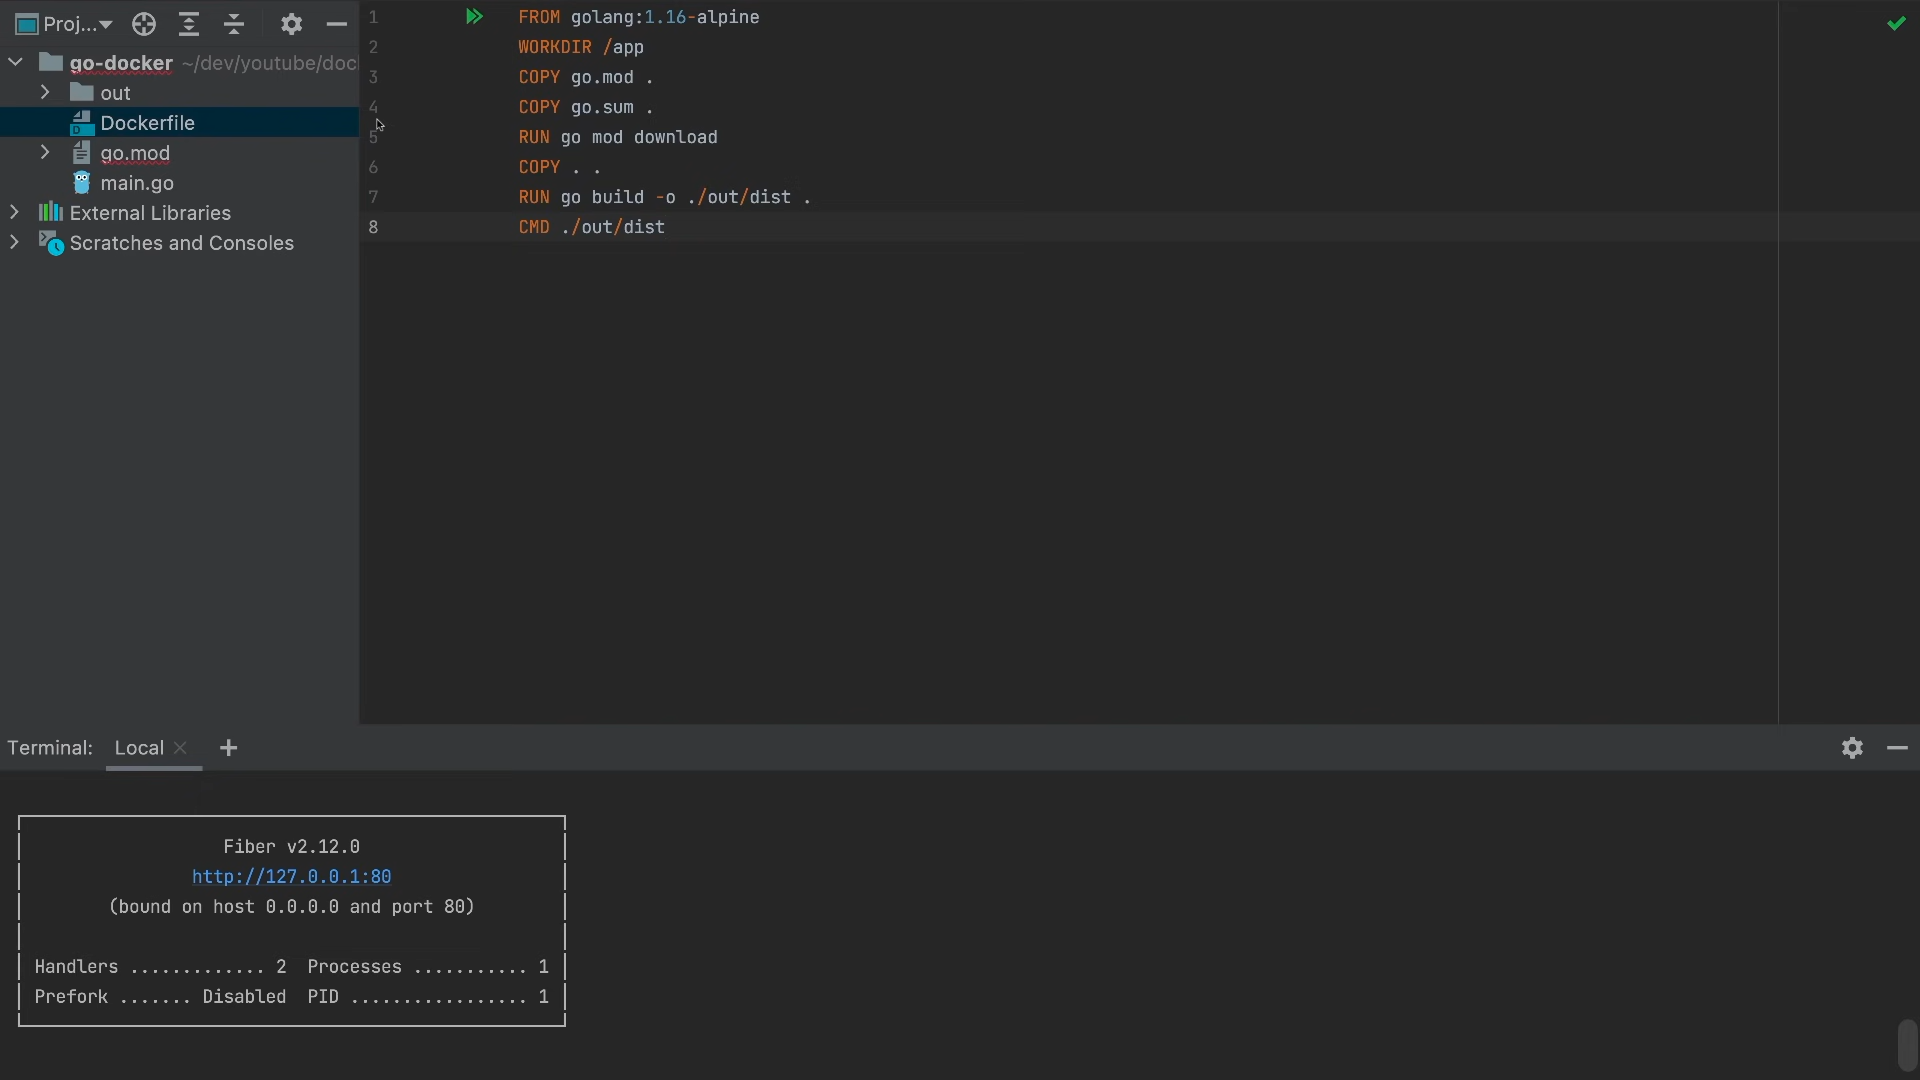 Proj...
go-docker ~/dev/youtube/doc
out
Dockerfile
go.mod
main.go
External Libraries
Scratches and Consoles
1 FROM golang:1.16-alpine
2 WORKDIR /app
3 COPY go.mod .
4 COPY go.sum .
5 RUN go mod download
6 COPY . .
7 RUN go build -o ./out/dist .
8 CMD ./out/dist
Terminal: Local
Fiber v2.12.0
http://127.0.0.1:80
(bound on host 0.0.0.0 and port 80)
Handlers ............. 2 Processes ........... 1
Prefork ....... Disabled PID ................. 1